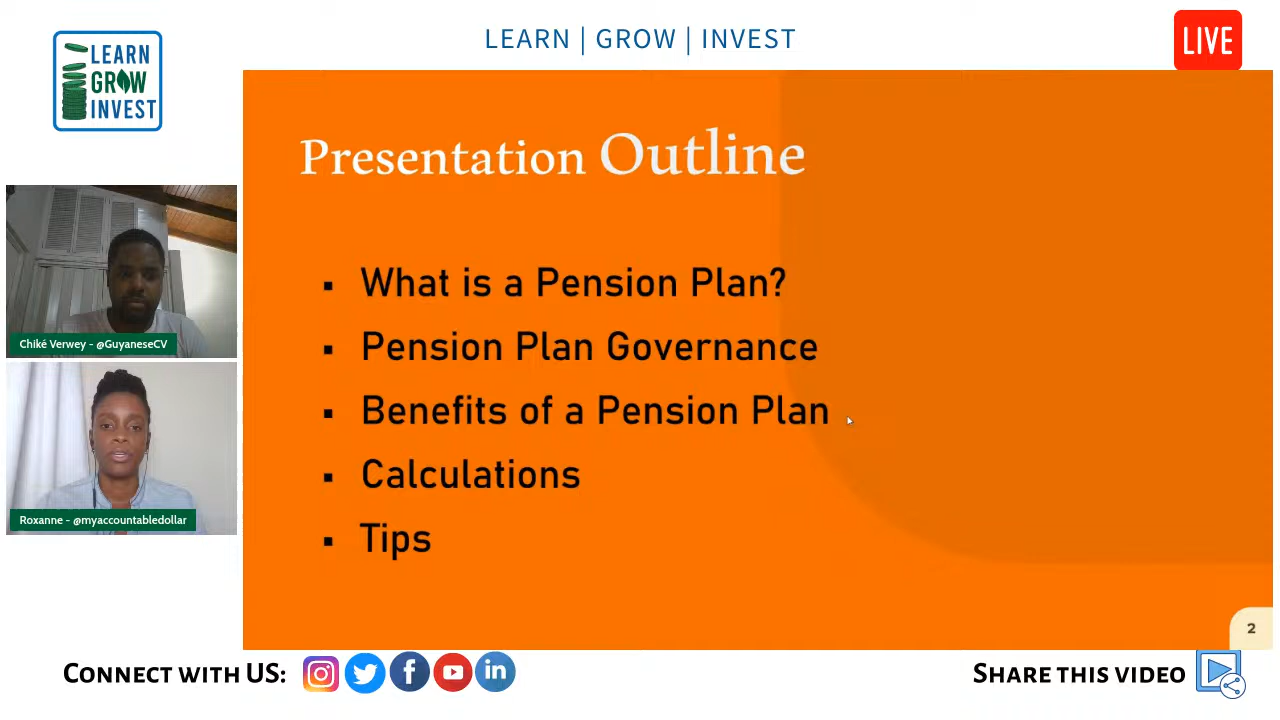 LEARN
GROW
INVEST
LEARN | GROW | INVEST
LIVE
Presentation Outline
▪ What is a Pension Plan?
▪ Pension Plan Governance
▪ Benefits of a Pension Plan
▪ Calculations
▪ Tips
Chiké Verwey - @GuyaneseCV
Roxanne - @myaccountabledollar
2
CONNECT WITH US:
f
in
SHARE THIS VIDEO